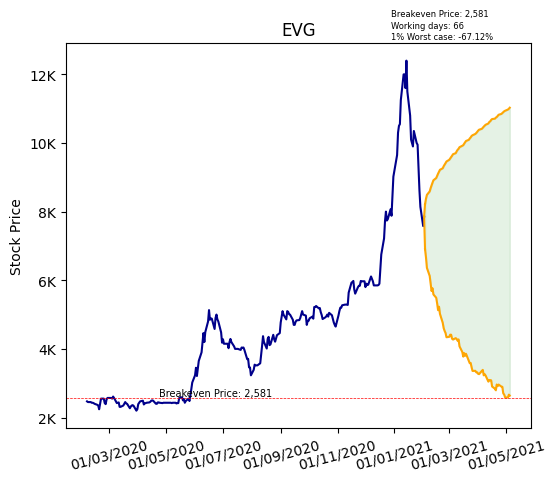 Breakeven Price: 2,581
Working days: 66
1% Worst case: -67.12%
EVG
Stock Price
12K
10K
8K
6K
4K
2K
Breakeven Price: 2,581
01/03/2020
01/05/2020
01/07/2020
01/09/2020
01/11/2020
01/01/2021
01/03/2021
01/05/2021